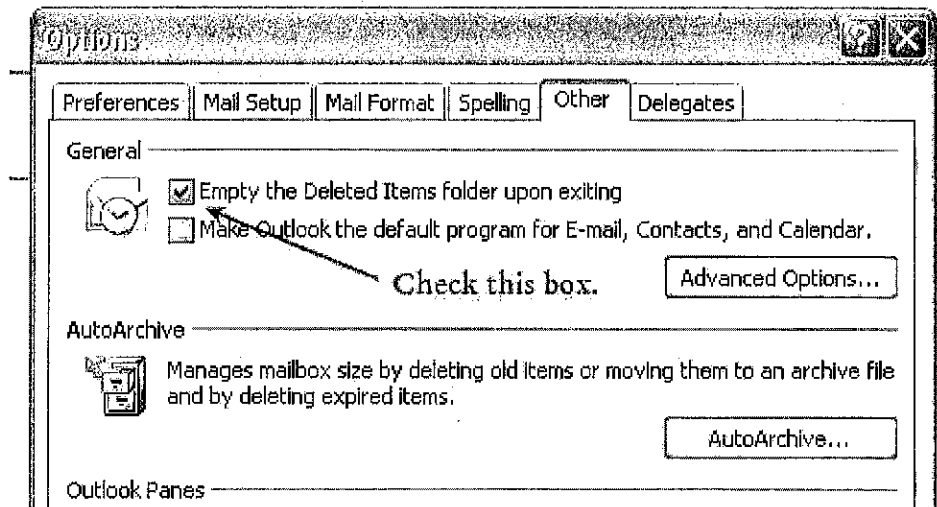 Options
Preferences Mail Setup Mail Format Spelling Other Delegates
General
Empty the Deleted Items folder upon exiting
Make Outlook the default program for E-mail, Contacts, and Calendar.
Check this box.
Advanced Options...
AutoArchive
Manages mailbox size by deleting old items or moving them to an archive file
and by deleting expired items.
AutoArchive...
Outlook Panes